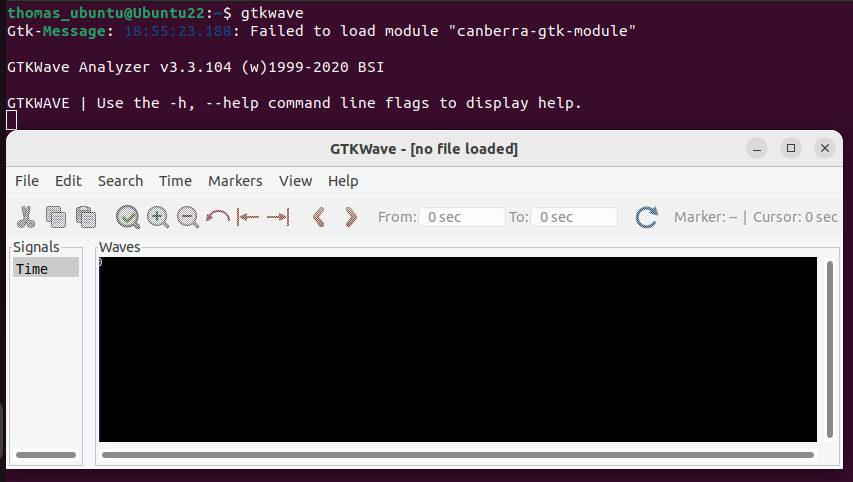 thomas_ubuntu@Ubuntu22:~$ gtkwave
Gtk-Message: 18:55:23.188: Failed to load module "canberra-gtk-module"
GTKWave Analyzer v3.3.104 (w)1999-2020 BSI
GTKWAVE | Use the -h, --help command line flags to display help.
GTKWave - [no file loaded]
File Edit Search Time Markers View Help
From: 0 sec To: 0 sec Marker: -- | Cursor: 0 sec
Signals Waves
Time 0